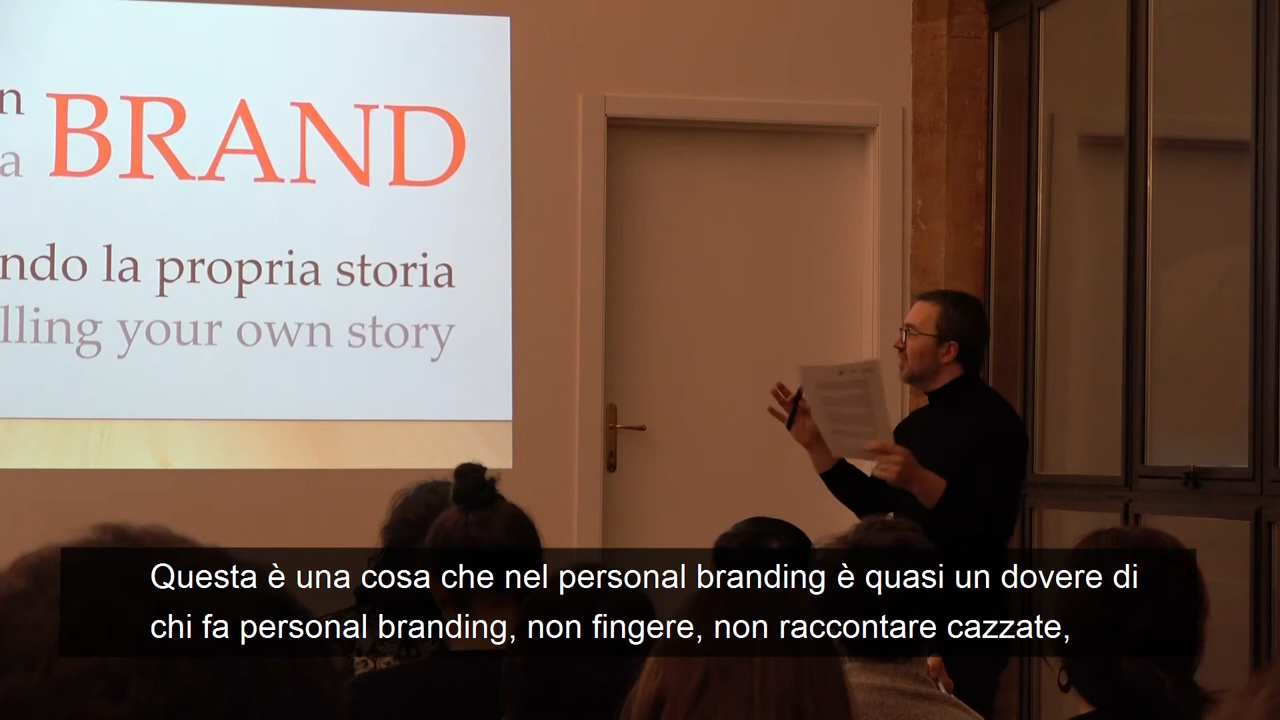 n
a BRAND
ndo la propria storia
lling your own story
Questa è una cosa che nel personal branding è quasi un dovere di
chi fa personal branding, non fingere, non raccontare cazzate,